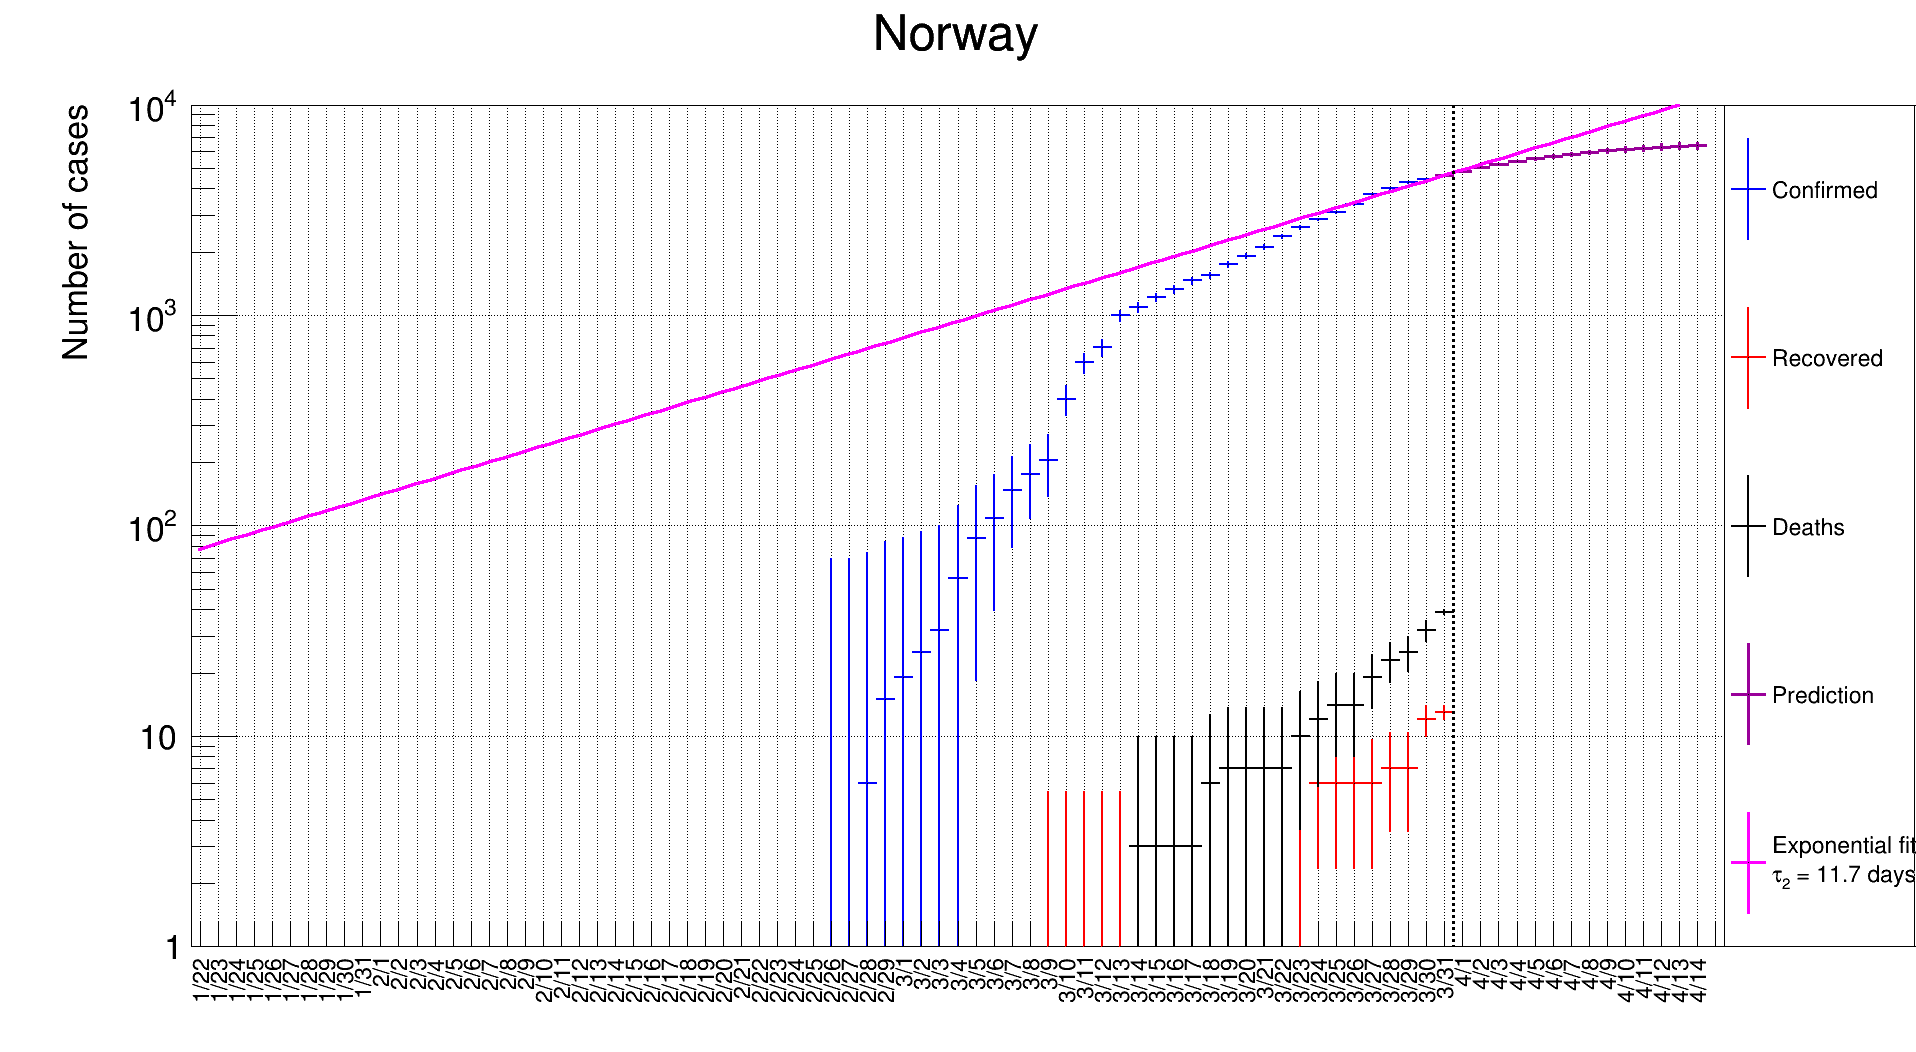 Norway
Number of cases
10^4
10^3
10^2
10
1
1/22 1/23 1/24 1/25 1/26 1/27 1/28 1/29 1/30 1/31 2/1 2/2 2/3 2/4 2/5 2/6 2/7 2/8 2/9 2/10 2/11 2/12 2/13 2/14 2/15 2/16 2/17 2/18 2/19 2/20 2/21 2/22 2/23 2/24 2/25 2/26 2/27 2/28 2/29 3/1 3/2 3/3 3/4 3/5 3/6 3/7 3/8 3/9 3/10 3/11 3/12 3/13 3/14 3/15 3/16 3/17 3/18 3/19 3/20 3/21 3/22 3/23 3/24 3/25 3/26 3/27 3/28 3/29 3/30 3/31 4/1 4/2 4/3 4/4 4/5 4/6 4/7 4/8 4/9 4/10 4/11 4/12 4/13 4/14
Confirmed
Recovered
Deaths
Prediction
Exponential fit
τ₂ = 11.7 days